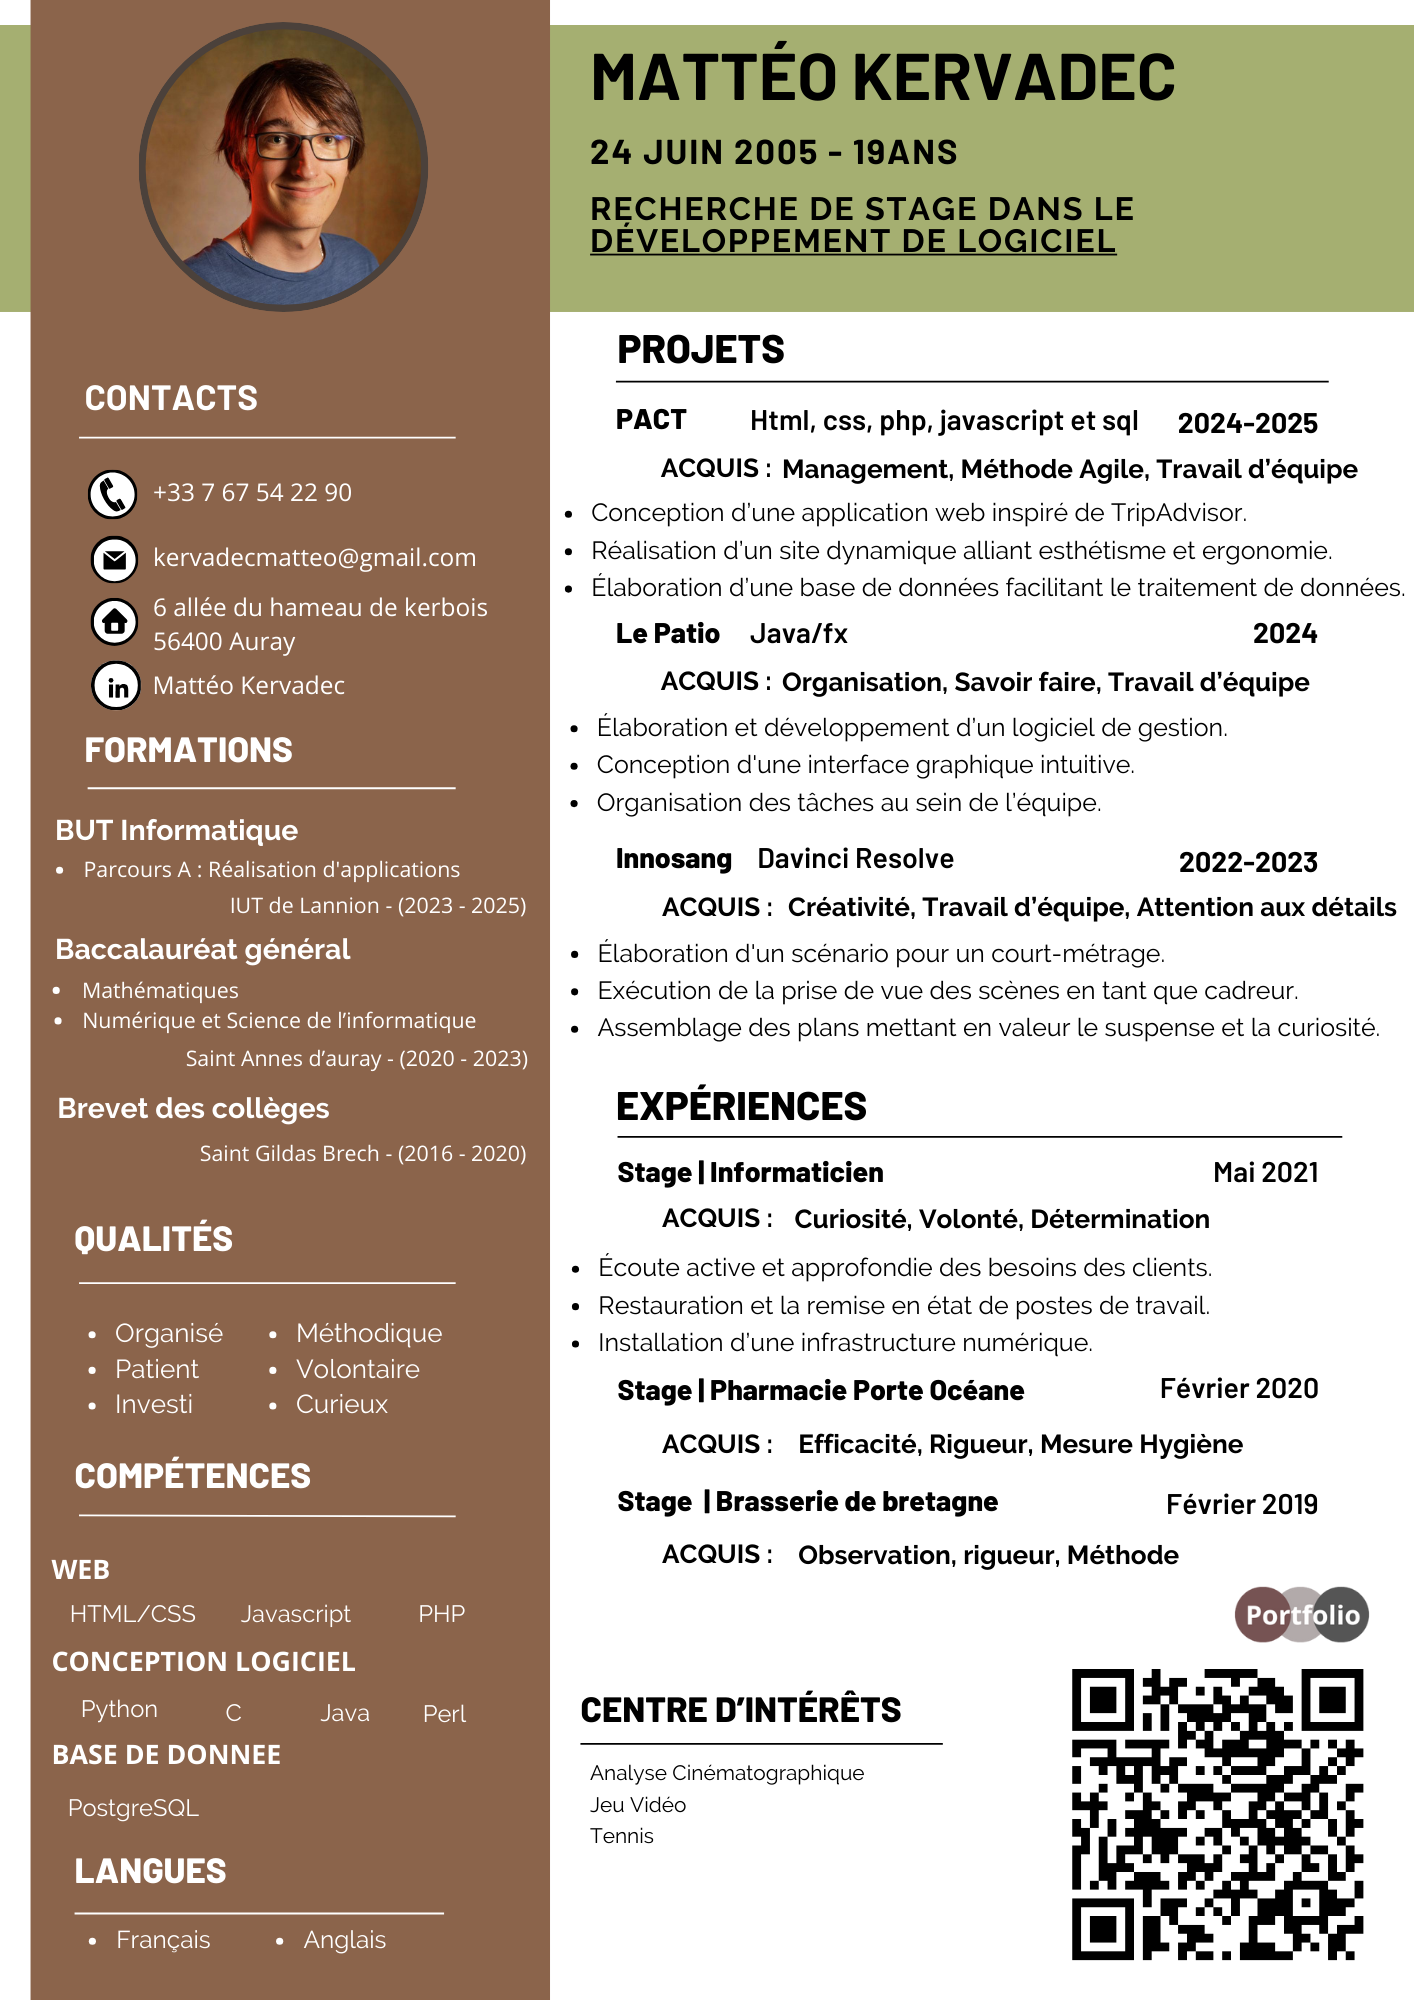 MATTÉO KERVADEC
24 JUIN 2005 - 19ANS
RECHERCHE DE STAGE DANS LE
DÉVELOPPEMENT DE LOGICIEL
CONTACTS
+33 7 67 54 22 90
kervadecmatteo@gmail.com
6 allée du hameau de kerbois
56400 Auray
in
Mattéo Kervadec
FORMATIONS
BUT Informatique
• Parcours A : Réalisation d'applications
IUT de Lannion - (2023 - 2025)
Baccalauréat général
• Mathématiques
• Numérique et Science de l’informatique
Saint Annes d’auray - (2020 - 2023)
Brevet des collèges
Saint Gildas Brech - (2016 - 2020)
QUALITÉS
• Organisé
• Patient
• Investi
• Méthodique
• Volontaire
• Curieux
COMPÉTENCES
WEB
HTML/CSS Javascript PHP
CONCEPTION LOGICIEL
Python C Java Perl
BASE DE DONNEE
PostgreSQL
LANGUES
• Français • Anglais
PROJETS
PACT Html, css, php, javascript et sql 2024-2025
ACQUIS : Management, Méthode Agile, Travail d’équipe
• Conception d’une application web inspiré de TripAdvisor.
• Réalisation d’un site dynamique alliant esthétisme et ergonomie.
• Élaboration d’une base de données facilitant le traitement de données.
Le Patio Java/fx 2024
ACQUIS : Organisation, Savoir faire, Travail d’équipe
• Élaboration et développement d’un logiciel de gestion.
• Conception d'une interface graphique intuitive.
• Organisation des tâches au sein de l’équipe.
Innosang Davinci Resolve 2022-2023
ACQUIS : Créativité, Travail d’équipe, Attention aux détails
• Élaboration d'un scénario pour un court-métrage.
• Exécution de la prise de vue des scènes en tant que cadreur.
• Assemblage des plans mettant en valeur le suspense et la curiosité.
EXPÉRIENCES
Stage | Informaticien Mai 2021
ACQUIS : Curiosité, Volonté, Détermination
• Écoute active et approfondie des besoins des clients.
• Restauration et la remise en état de postes de travail.
• Installation d’une infrastructure numérique.
Stage | Pharmacie Porte Océane Février 2020
ACQUIS : Efficacité, Rigueur, Mesure Hygiène
Stage | Brasserie de bretagne Février 2019
ACQUIS : Observation, rigueur, Méthode
Portfolio
CENTRE D’INTÉRÊTS
Analyse Cinématographique
Jeu Vidéo
Tennis